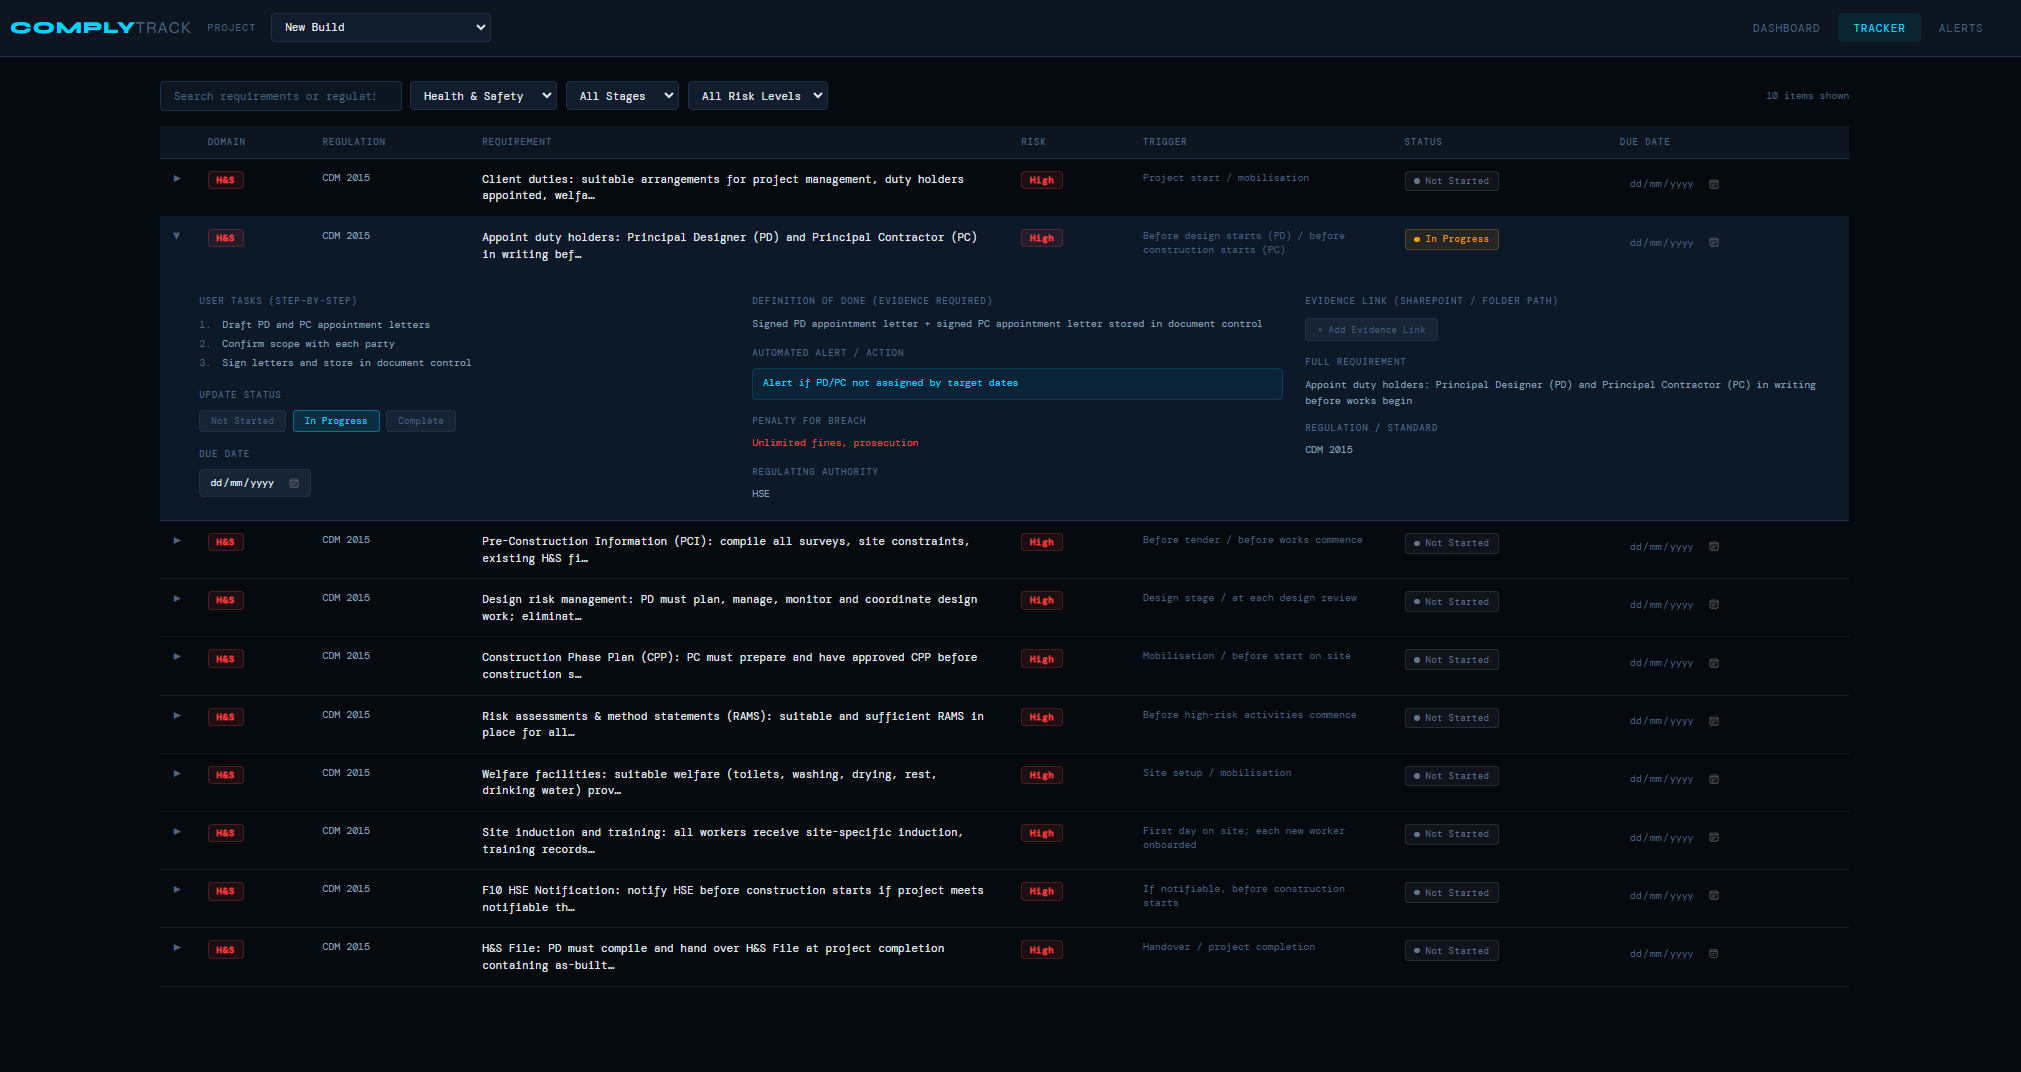 COMPLYTRACK PROJECT New Build DASHBOARD TRACKER ALERTS
Search requirements or regulati Health & Safety All Stages All Risk Levels 10 items shown
DOMAIN REGULATION REQUIREMENT RISK TRIGGER STATUS DUE DATE
H&S CDM 2015 Client duties: suitable arrangements for project management, duty holders High Project start / mobilisation Not Started dd/mm/yyyy
appointed, welfa…
H&S CDM 2015 Appoint duty holders: Principal Designer (PD) and Principal Contractor (PC) High Before design starts (PD) / before In Progress dd/mm/yyyy
in writing bef… construction starts (PC)
USER TASKS (STEP-BY-STEP)
1. Draft PD and PC appointment letters
2. Confirm scope with each party
3. Sign letters and store in document control
UPDATE STATUS
Not Started In Progress Complete
DUE DATE
dd/mm/yyyy
DEFINITION OF DONE (EVIDENCE REQUIRED)
Signed PD appointment letter + signed PC appointment letter stored in document control
AUTOMATED ALERT / ACTION
Alert if PD/PC not assigned by target dates
PENALTY FOR BREACH
Unlimited fines, prosecution
REGULATING AUTHORITY
HSE
EVIDENCE LINK (SHAREPOINT / FOLDER PATH)
+ Add Evidence Link
FULL REQUIREMENT
Appoint duty holders: Principal Designer (PD) and Principal Contractor (PC) in writing
before works begin
REGULATION / STANDARD
CDM 2015
H&S CDM 2015 Pre-Construction Information (PCI): compile all surveys, site constraints, High Before tender / before works commence Not Started dd/mm/yyyy
existing H&S fi…
H&S CDM 2015 Design risk management: PD must plan, manage, monitor and coordinate design High Design stage / at each design review Not Started dd/mm/yyyy
work; eliminat…
H&S CDM 2015 Construction Phase Plan (CPP): PC must prepare and have approved CPP before High Mobilisation / before start on site Not Started dd/mm/yyyy
construction s…
H&S CDM 2015 Risk assessments & method statements (RAMS): suitable and sufficient RAMS in High Before high-risk activities commence Not Started dd/mm/yyyy
place for all…
H&S CDM 2015 Welfare facilities: suitable welfare (toilets, washing, drying, rest, High Site setup / mobilisation Not Started dd/mm/yyyy
drinking water) prov…
H&S CDM 2015 Site induction and training: all workers receive site-specific induction, High First day on site; each new worker Not Started dd/mm/yyyy
training records… onboarded
H&S CDM 2015 F10 HSE Notification: notify HSE before construction starts if project meets High If notifiable, before construction Not Started dd/mm/yyyy
notifiable th… starts
H&S CDM 2015 H&S File: PD must compile and hand over H&S File at project completion High Handover / project completion Not Started dd/mm/yyyy
containing as-built…